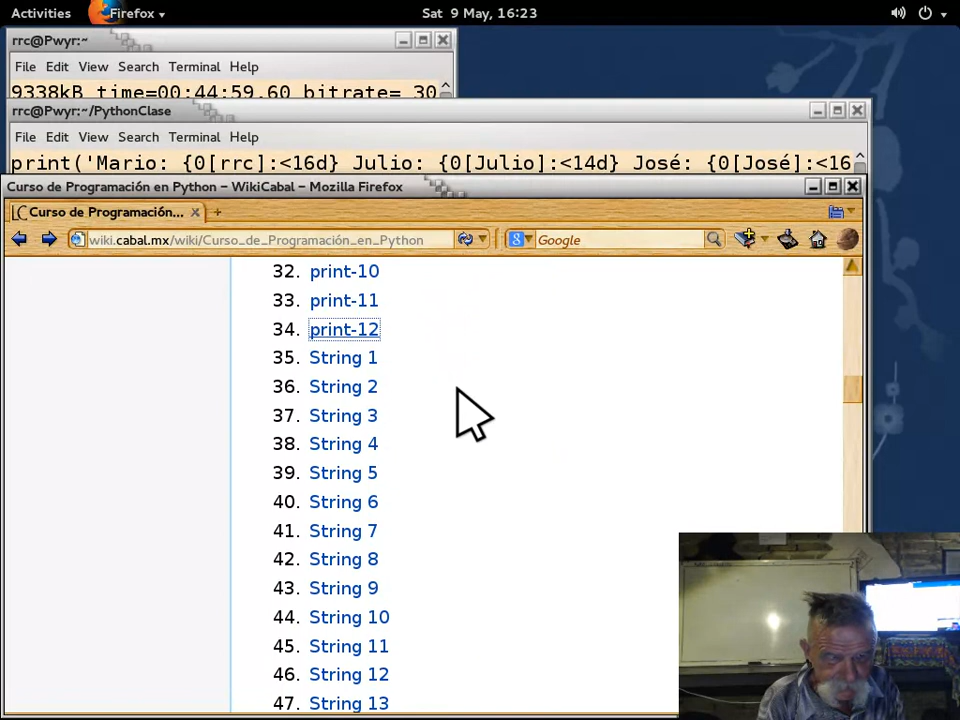 Activities Firefox Sat 9 May, 16:23
rrc@Pwyr:~
File Edit View Search Terminal Help
9338kB time=00:44:59.60 bitrate= 30
rrc@Pwyr:~/PythonClase
File Edit View Search Terminal Help
print('Mario: {0[rrc]:<16d} Julio: {0[Julio]:<14d} José: {0[José]:<16
Curso de Programación en Python – WikiCabal – Mozilla Firefox
Curso de Programación...
wiki.cabal.mx/wiki/Curso_de_Programación_en_Python Google
32. print-10
33. print-11
34. print-12
35. String 1
36. String 2
37. String 3
38. String 4
39. String 5
40. String 6
41. String 7
42. String 8
43. String 9
44. String 10
45. String 11
46. String 12
47. String 13